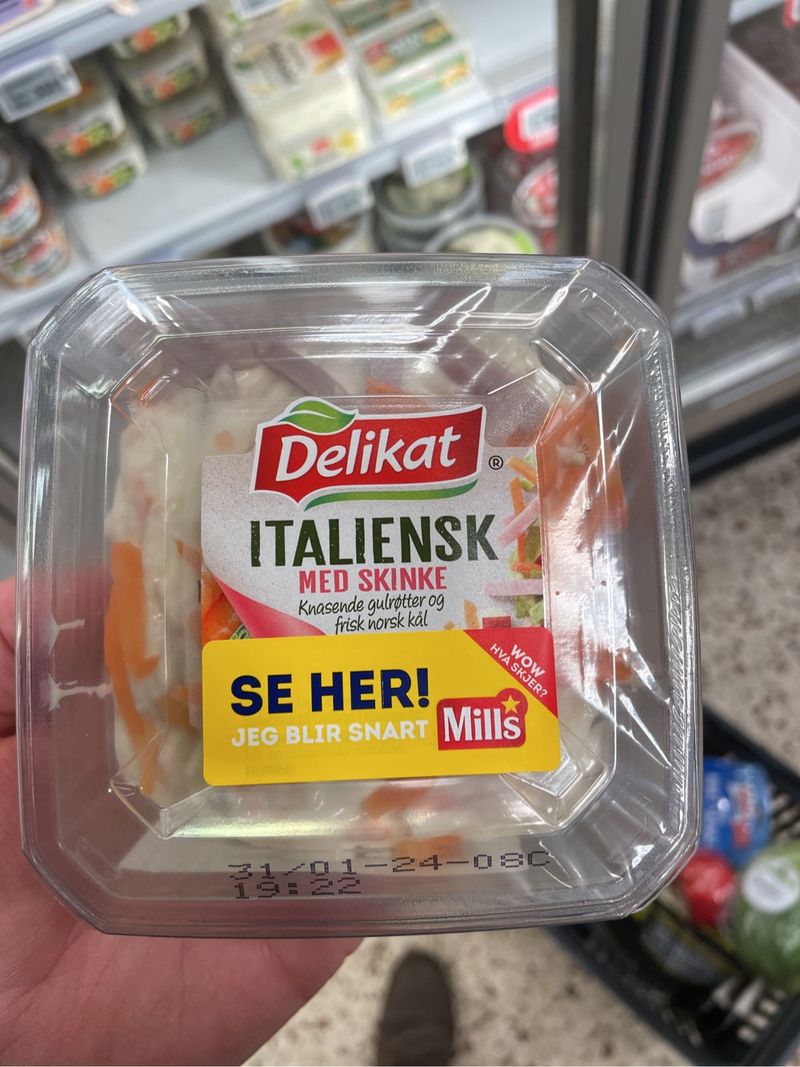 Delikat ®
ITALIENSK
MED SKINKE
Knasende gulrøtter og
frisk norsk kål
WOW
HVA SKJER?
SE HER!
JEG BLIR SNART Mills
HURRA!
31/01-24-08C
19:22